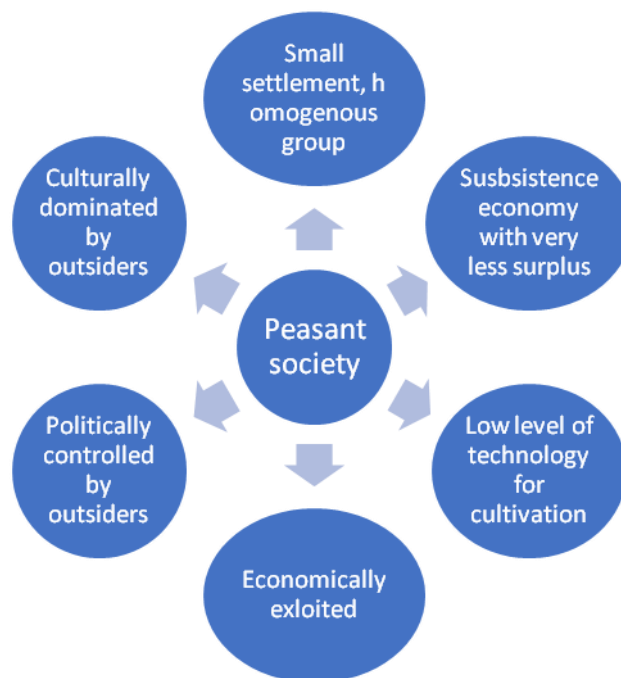 Small
settlement, h
omogenous
group
Susbsistence
economy
with very
less surplus
Low level of
technology
for
cultivation
Economically
exloited
Politically
controlled
by
outsiders
Culturally
dominated
by
outsiders
Peasant
society